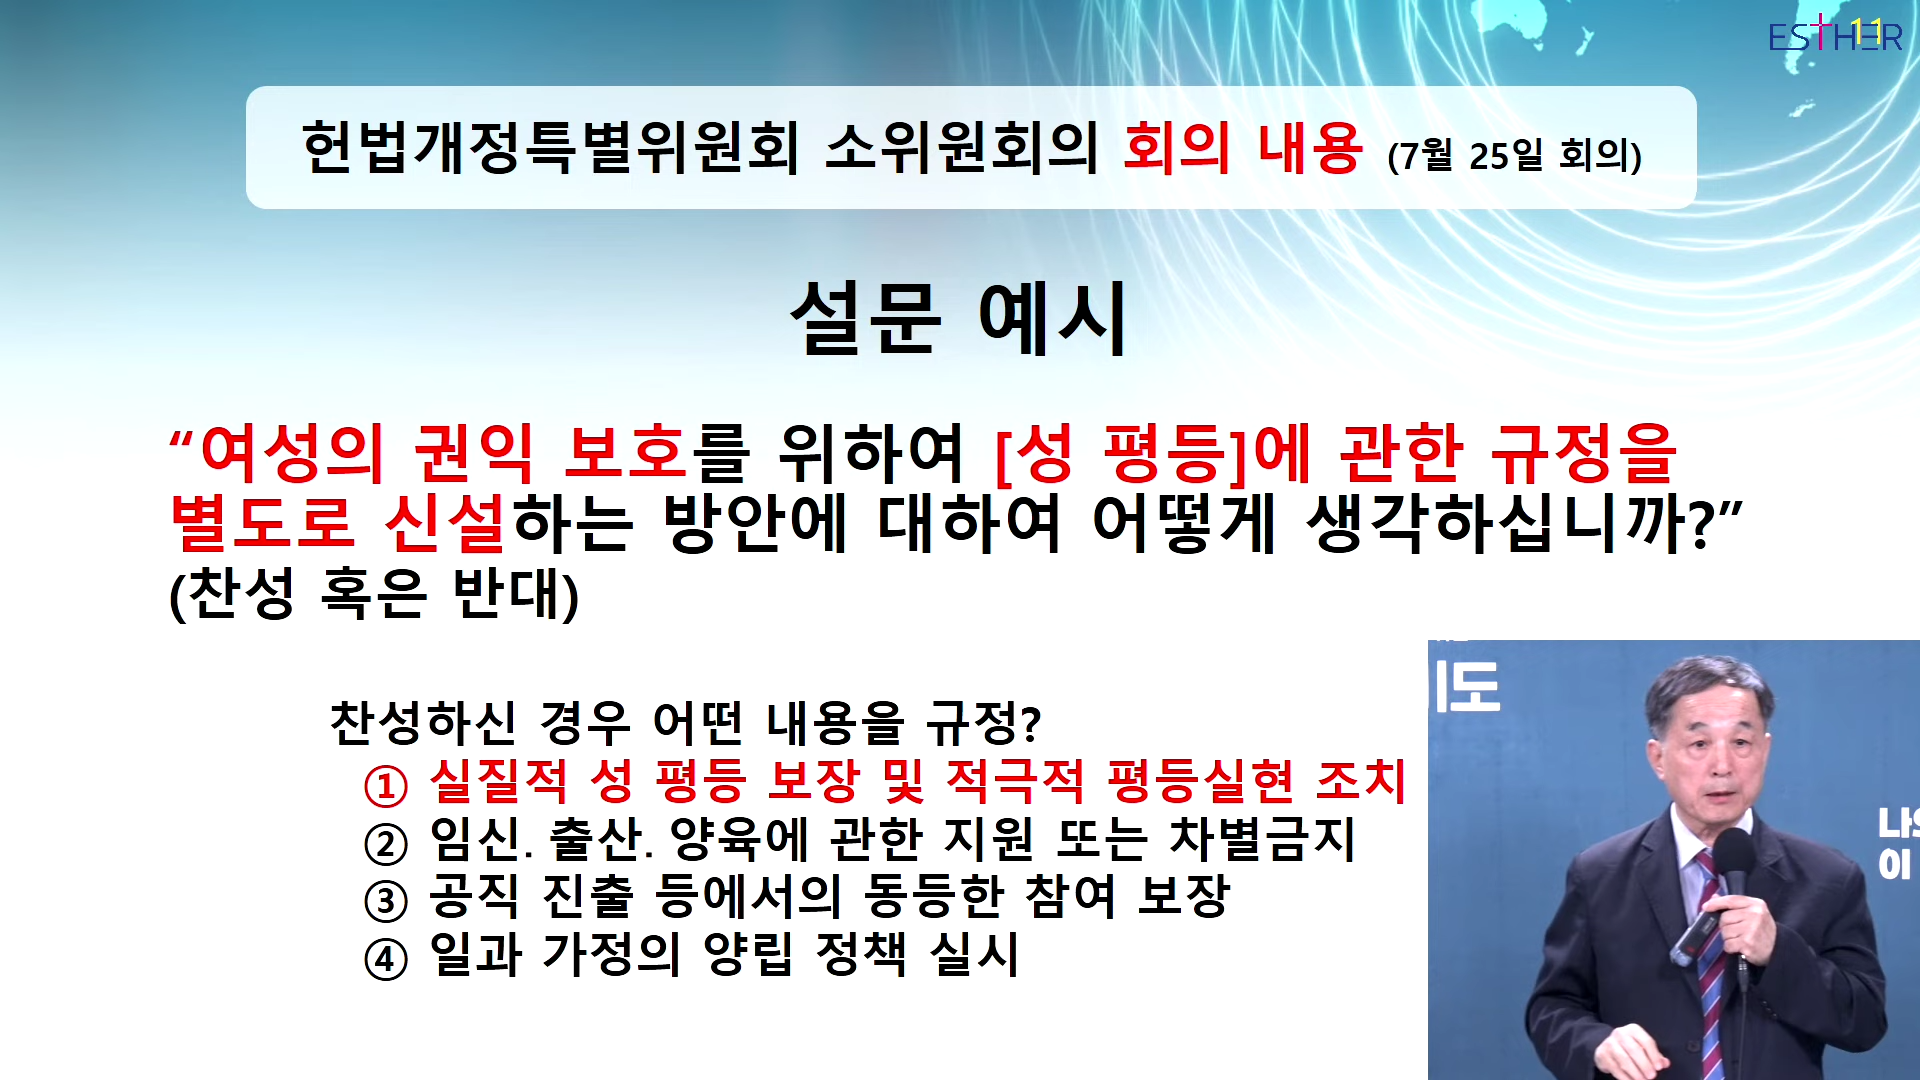 ESTHER
11
헌법개정특별위원회 소위원회의 회의 내용 (7월 25일 회의)
설문 예시
“여성의 권익 보호를 위하여 [성 평등]에 관한 규정을
별도로 신설하는 방안에 대하여 어떻게 생각하십니까?”
(찬성 혹은 반대)
찬성하신 경우 어떤 내용을 규정?
① 실질적 성 평등 보장 및 적극적 평등실현 조치
② 임신. 출산. 양육에 관한 지원 또는 차별금지
③ 공직 진출 등에서의 동등한 참여 보장
④ 일과 가정의 양립 정책 실시
도
이